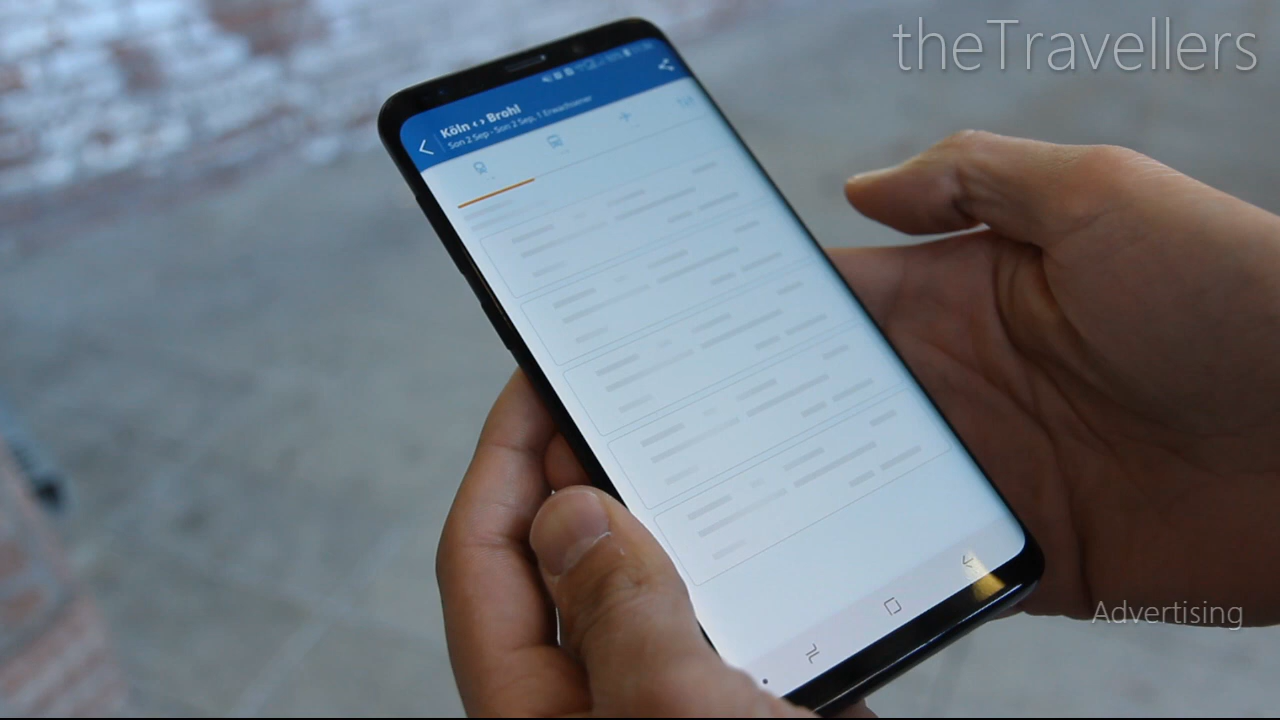 theTravellers
Köln <> Brohl
Son 2 Sep - Son 2 Sep, 1 Erwachsener
Advertising